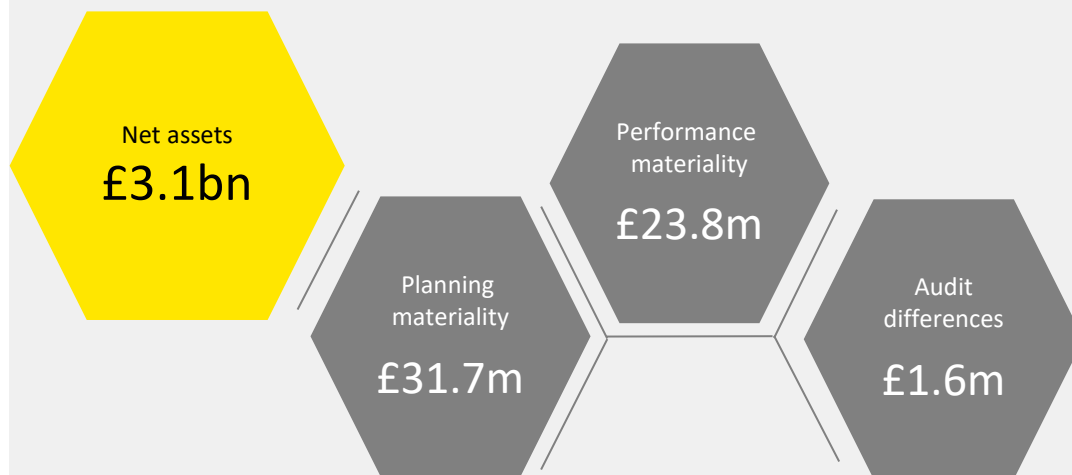 Net assets
£3.1bn
Planning
materiality
£31.7m
Performance
materiality
£23.8m
Audit
differences
£1.6m